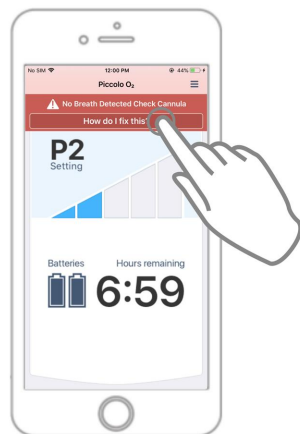 No SIM 12:00 PM 44%
Piccolo O₂
No Breath Detected Check Cannula
How do I fix this?
P2
Setting
Batteries Hours remaining
6:59